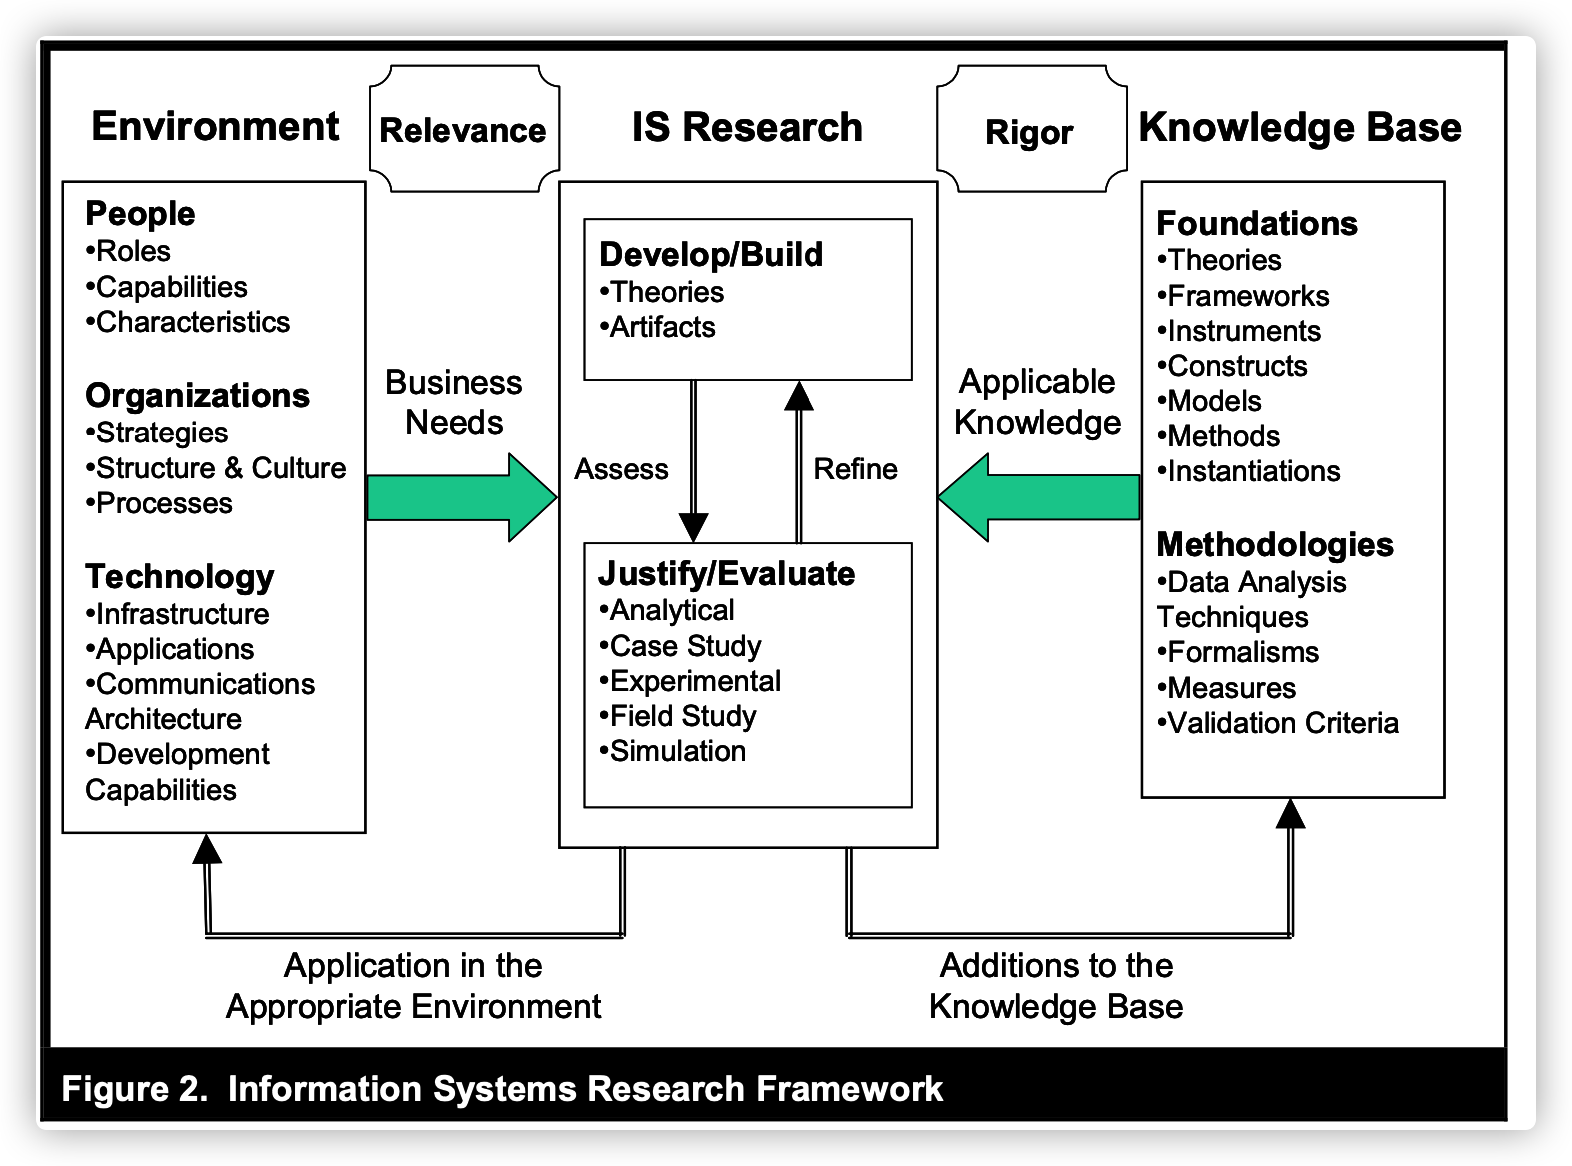 Environment
Relevance
IS Research
Rigor
Knowledge Base
People
•Roles
•Capabilities
•Characteristics
Organizations
•Strategies
•Structure & Culture
•Processes
Technology
•Infrastructure
•Applications
•Communications
Architecture
•Development
Capabilities
Business
Needs
Develop/Build
•Theories
•Artifacts
Assess
Refine
Justify/Evaluate
•Analytical
•Case Study
•Experimental
•Field Study
•Simulation
Applicable
Knowledge
Foundations
•Theories
•Frameworks
•Instruments
•Constructs
•Models
•Methods
•Instantiations
Methodologies
•Data Analysis
Techniques
•Formalisms
•Measures
•Validation Criteria
Application in the
Appropriate Environment
Additions to the
Knowledge Base
Figure 2.  Information Systems Research Framework